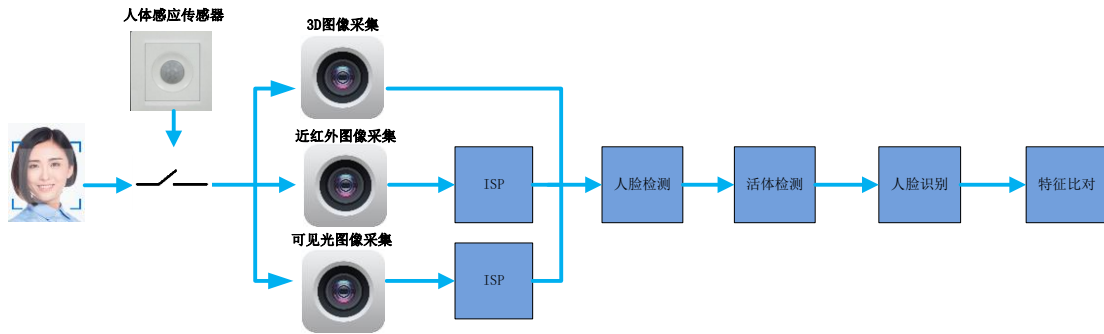 人体感应传感器
3D图像采集
近红外图像采集
ISP
人脸检测
活体检测
人脸识别
特征比对
可见光图像采集
ISP